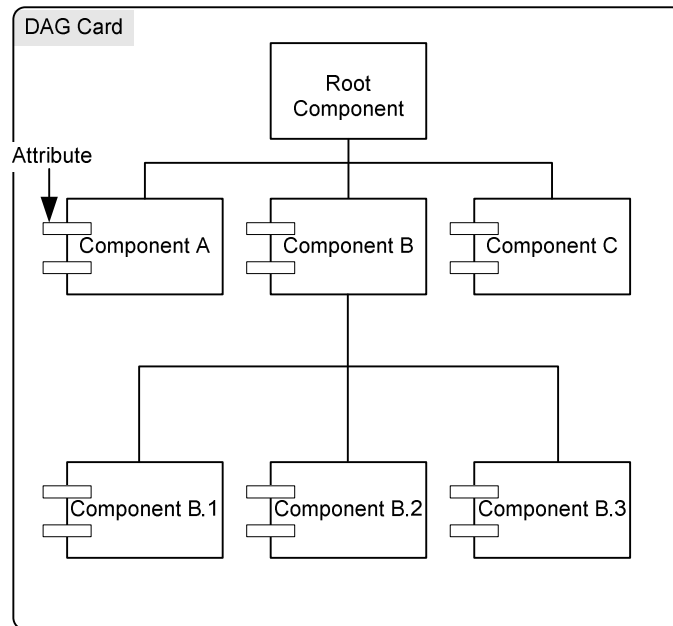 DAG Card
Root
Component
Attribute
Component A
Component B
Component C
Component B.1
Component B.2
Component B.3